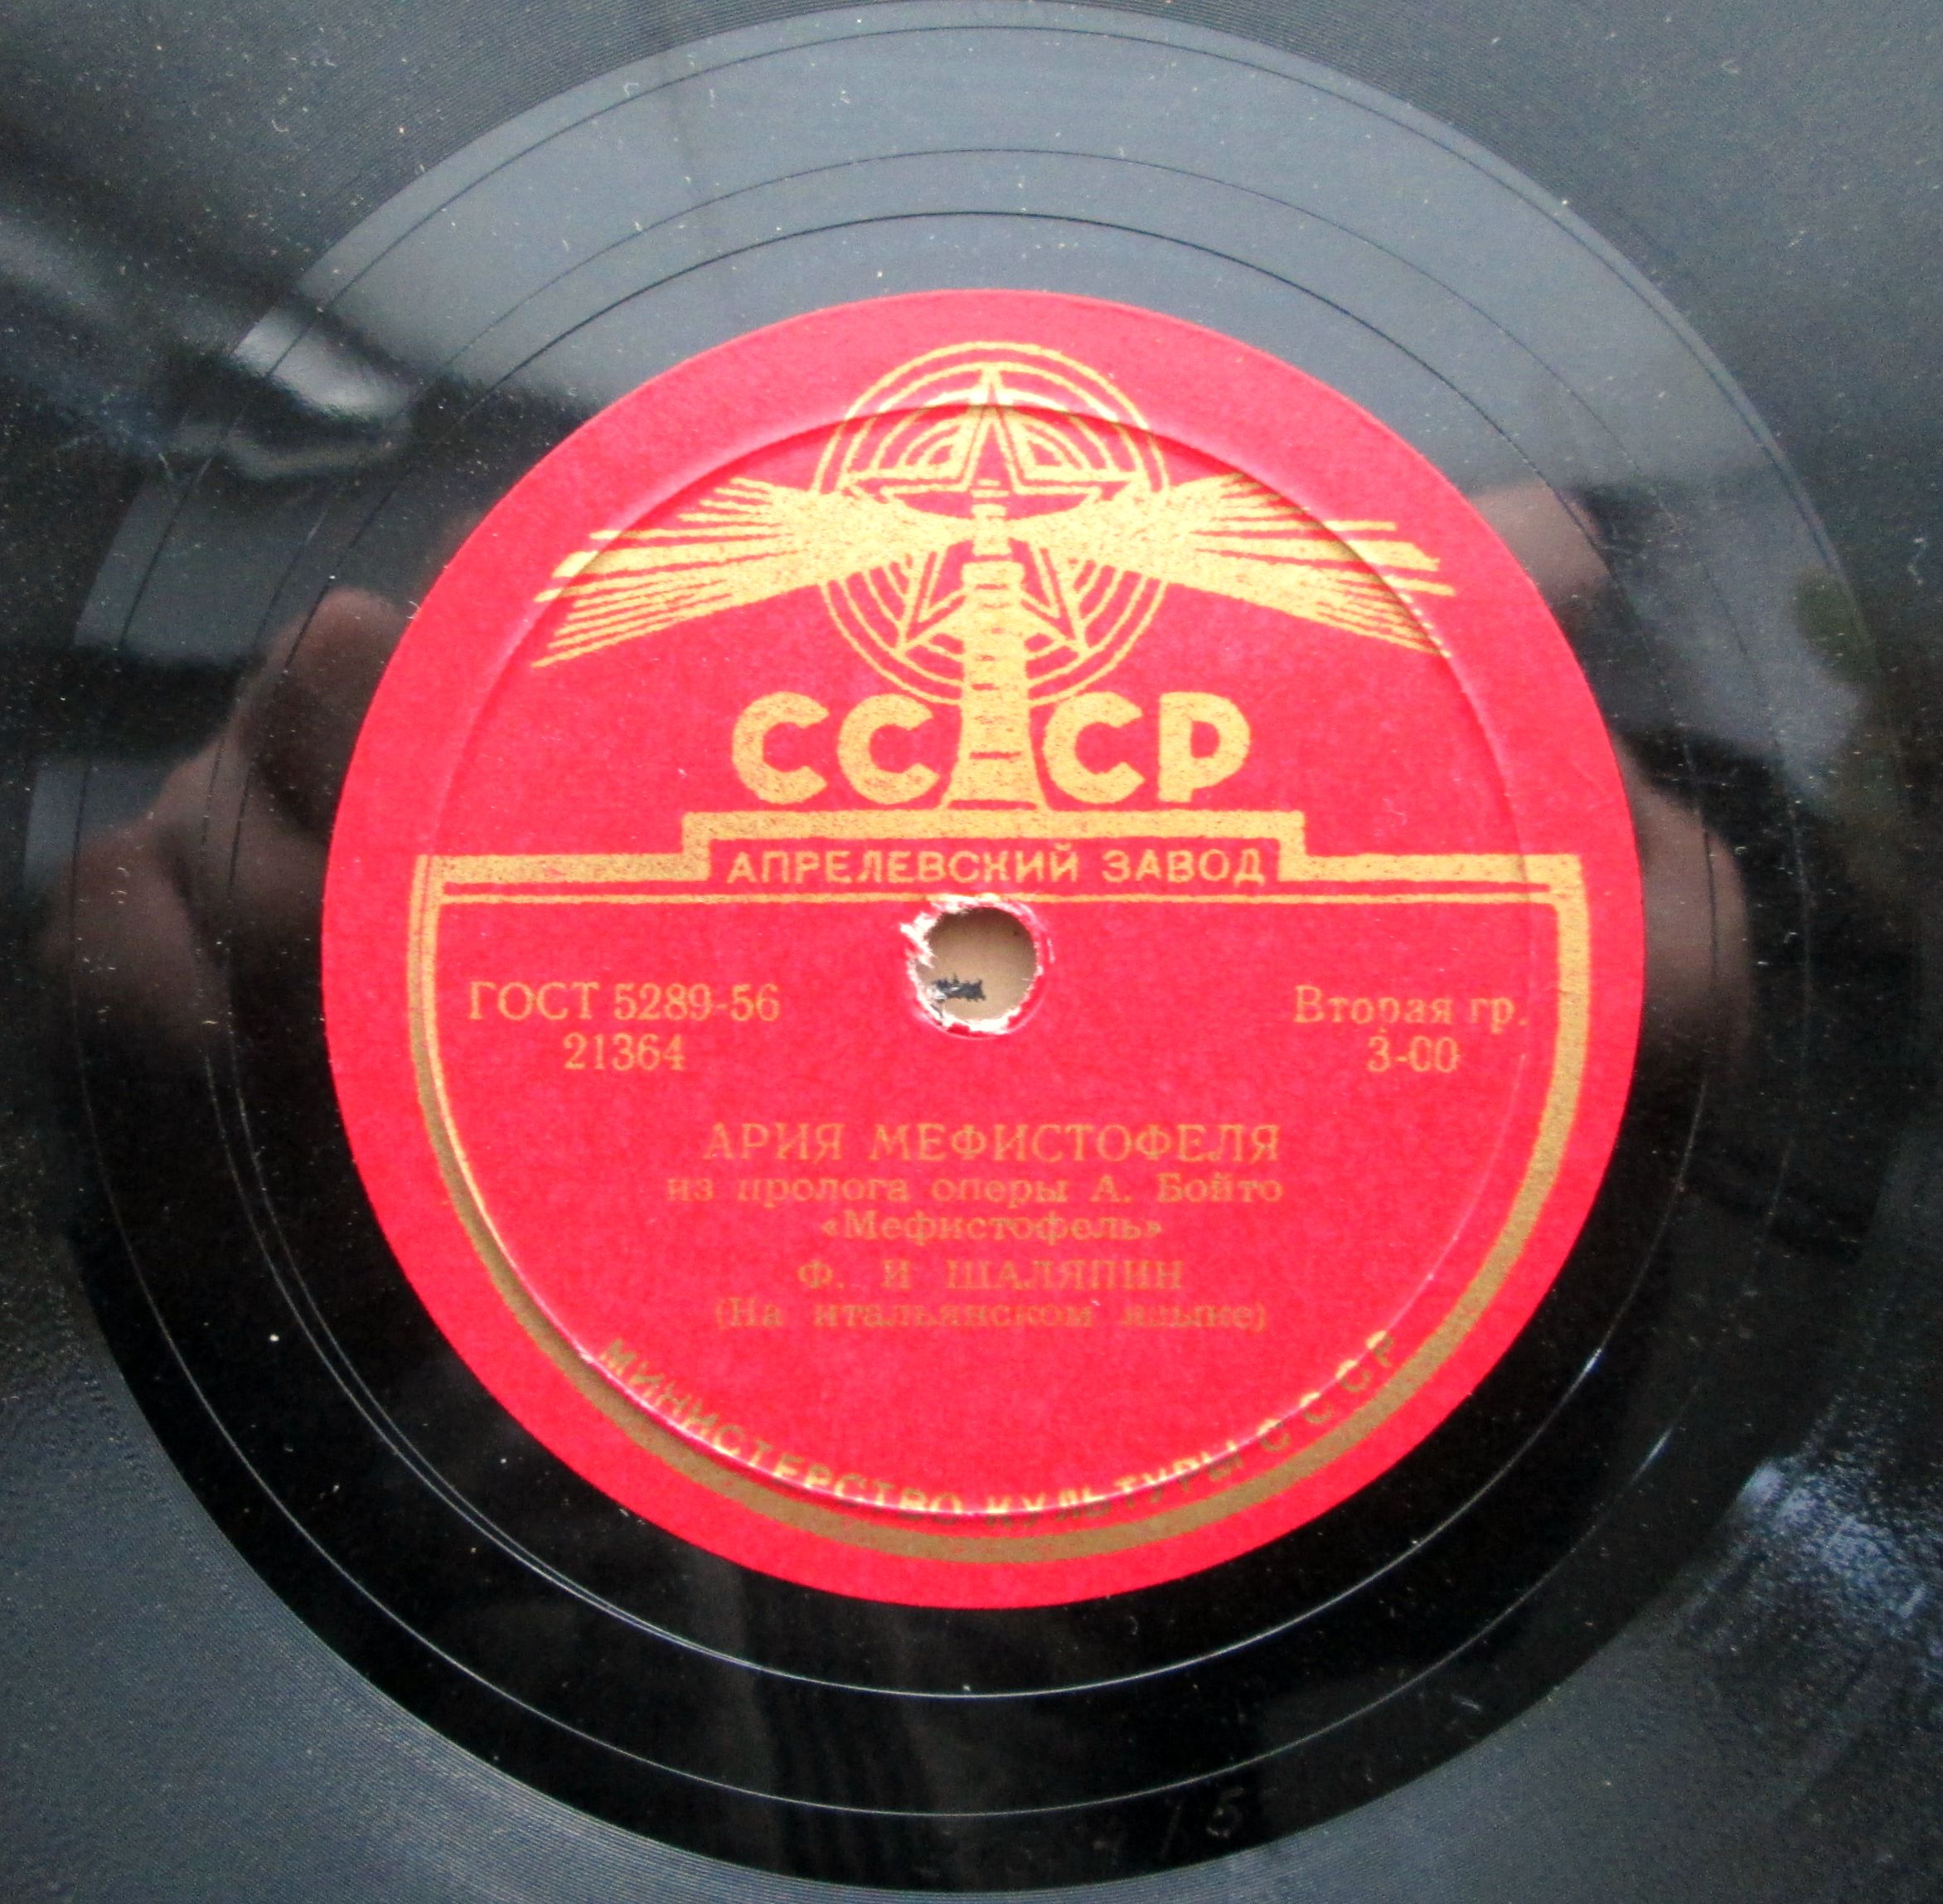 СССР
АПРЕЛЕВСКИЙ ЗАВОД
ГОСТ 5289-56
21364
Вторая гр.
3-00
АРИЯ МЕФИСТОФЕЛЯ
из пролога оперы А. Бойто
«Мефистофель»
Ф. И ШАЛЯПИН
(На итальянском языке)
МИНИСТЕРСТВО КУЛЬТУРЫ СССР